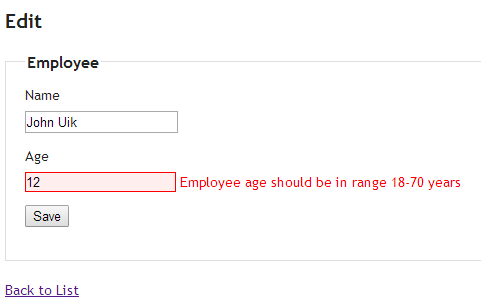 Edit
Employee
Name
John Uik
Age
12 Employee age should be in range 18-70 years
Save
Back to List